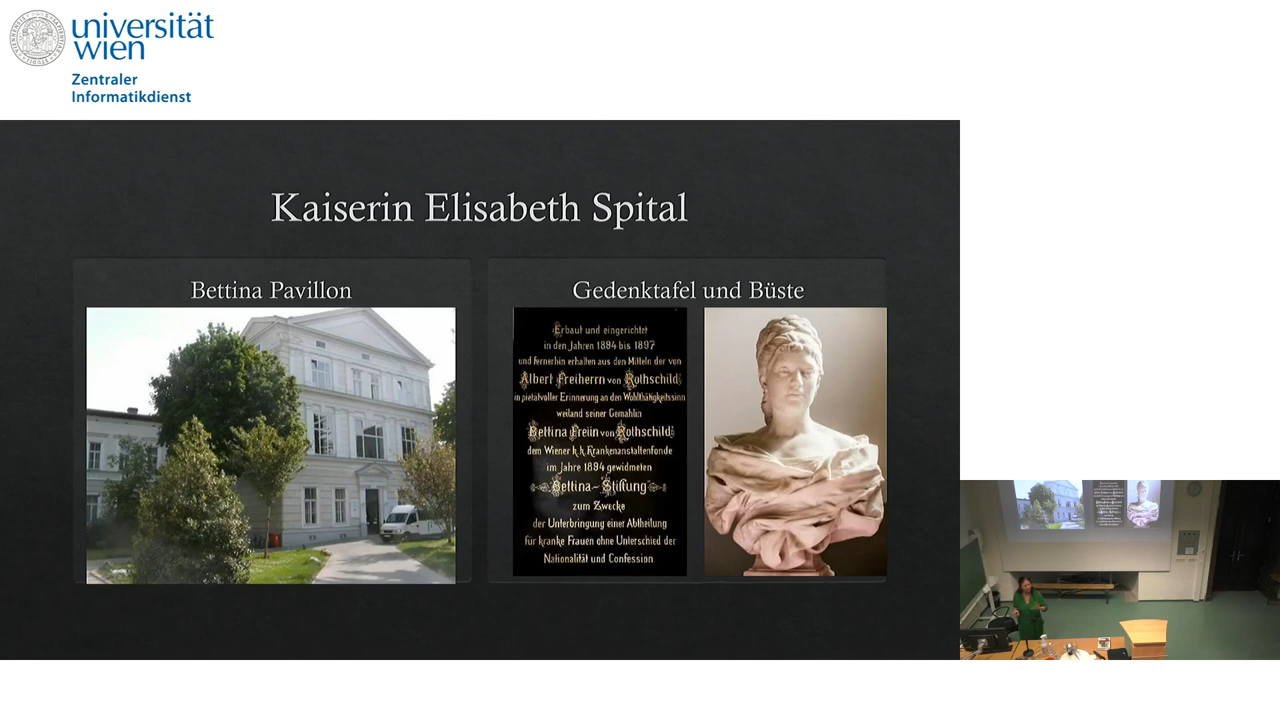 universität
wien
Zentraler
Informatikdienst
Kaiserin Elisabeth Spital
Bettina Pavillon
Gedenktafel und Büste
Erbaut und eingerichtet
in den Jahren 1894 bis 1897
und fernerhin erhalten aus den Mitteln der von
Albert Freiherrn von Rothschild
in pietätvoller Erinnerung an den Wohlthätigkeitssinn
weiland seiner Gemahlin
Bettina Freiin von Rothschild
dem Wiener k. k. Krankenanstaltenfonde
im Jahre 1894 gewidmeten
Bettina-Stiftung
zum Zwecke
der Unterbringung einer Abtheilung
für kranke Frauen ohne Unterschied der
Nationalität und Confession.